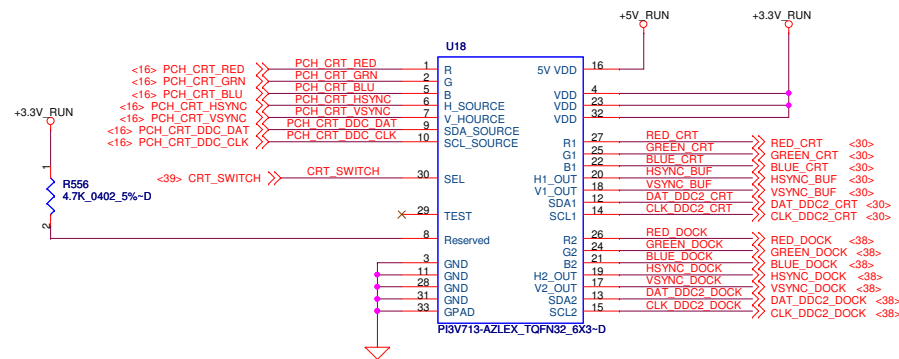 +5V_RUN +3.3V_RUN
U18
<16> PCH_CRT_RED PCH_CRT_RED 1 R 5V VDD 16
<16> PCH_CRT_GRN PCH_CRT_GRN 2 G
<16> PCH_CRT_BLU PCH_CRT_BLU 5 B VDD 4
<16> PCH_CRT_HSYNC PCH_CRT_HSYNC 6 H_SOURCE VDD 23
<16> PCH_CRT_VSYNC PCH_CRT_VSYNC 7 V_HOURCE VDD 32
<16> PCH_CRT_DDC_DAT PCH_CRT_DDC_DAT 9 SDA_SOURCE
<16> PCH_CRT_DDC_CLK PCH_CRT_DDC_CLK 10 SCL_SOURCE
+3.3V_RUN
R1 27 RED_CRT RED_CRT <30>
G1 25 GREEN_CRT GREEN_CRT <30>
B1 22 BLUE_CRT BLUE_CRT <30>
<39> CRT_SWITCH CRT_SWITCH 30 SEL H1_OUT 20 HSYNC_BUF HSYNC_BUF <30>
V1_OUT 18 VSYNC_BUF VSYNC_BUF <30>
SDA1 12 DAT_DDC2_CRT DAT_DDC2_CRT <30>
29 TEST SCL1 14 CLK_DDC2_CRT CLK_DDC2_CRT <30>
1
R556
4.7K_0402_5%~D
2
8 Reserved R2 26 RED_DOCK RED_DOCK <38>
G2 24 GREEN_DOCK GREEN_DOCK <38>
3 GND B2 21 BLUE_DOCK BLUE_DOCK <38>
11 GND H2_OUT 19 HSYNC_DOCK HSYNC_DOCK <38>
28 GND V2_OUT 17 VSYNC_DOCK VSYNC_DOCK <38>
31 GND SDA2 13 DAT_DDC2_DOCK DAT_DDC2_DOCK <38>
33 GPAD SCL2 15 CLK_DDC2_DOCK CLK_DDC2_DOCK <38>
PI3V713-AZLEX_TQFN32_6X3~D